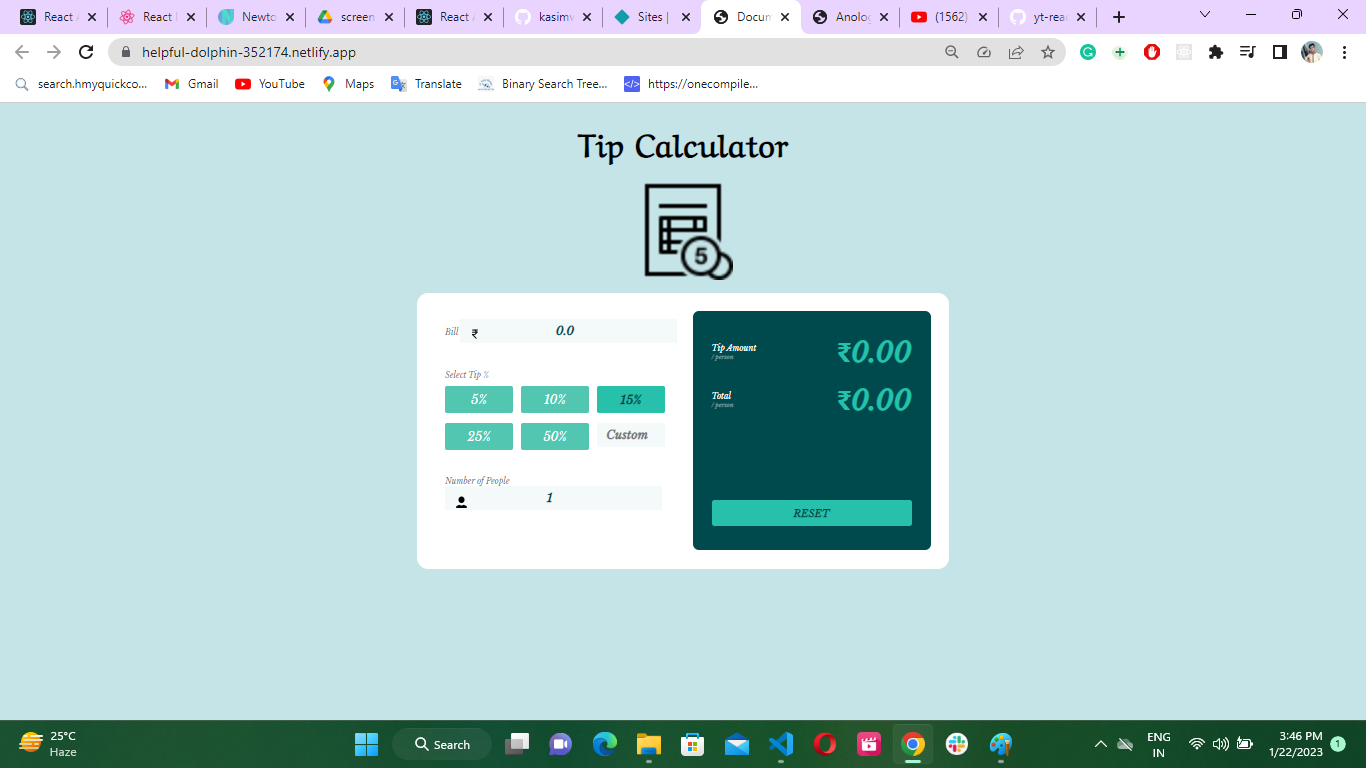 React A
React I
Newto
screen
React A
kasimv
Sites |
Docum
Anolog
(1562)
yt-reac
helpful-dolphin-352174.netlify.app
search.hmyquickco...
Gmail
YouTube
Maps
Translate
Binary Search Tree...
https://onecompile...
Tip Calculator
5
Bill ₹ 0.0
Select Tip %
5% 10% 15%
25% 50% Custom
Number of People
1
Tip Amount
/ person
₹0.00
Total
/ person
₹0.00
RESET
25°C
Haze
Search
ENG
IN
3:46 PM
1/22/2023
1